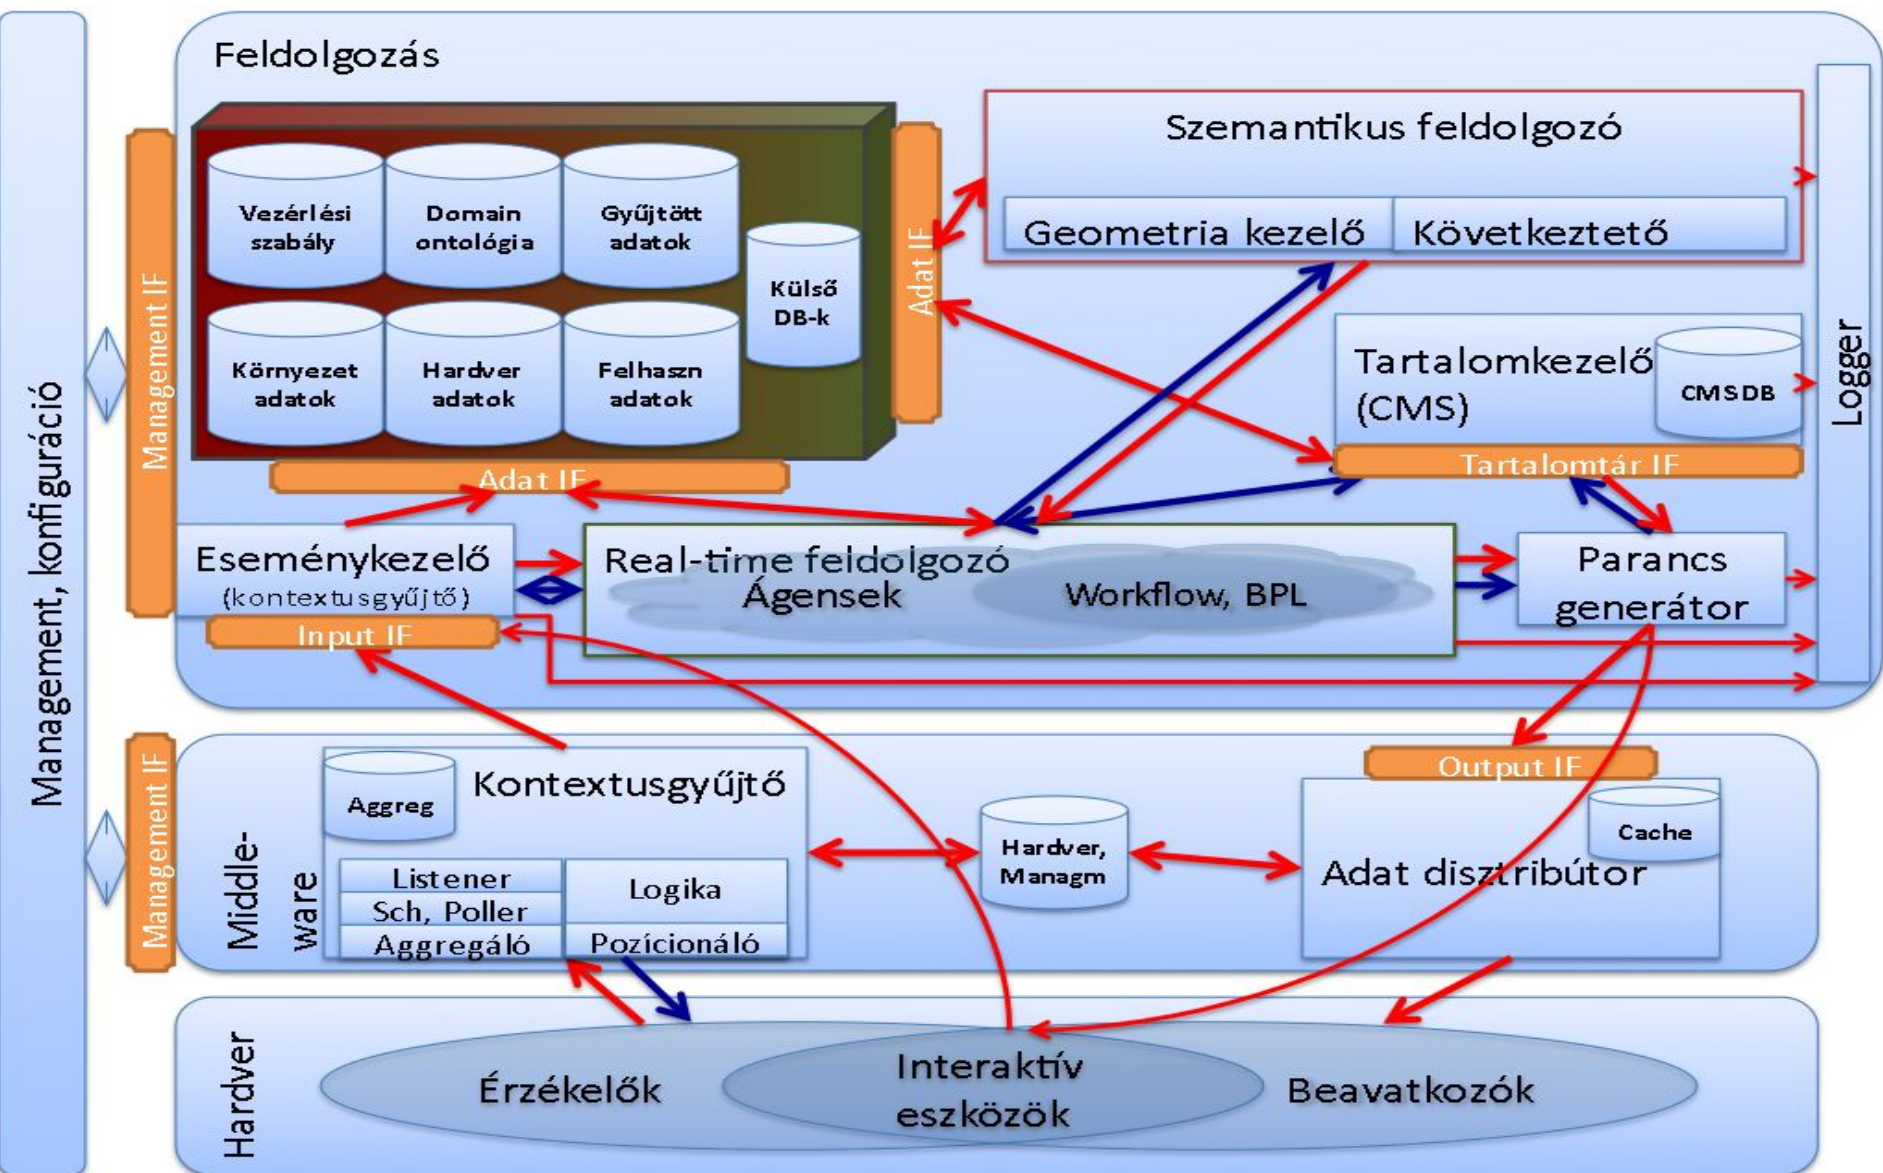 Management, konfiguráció
Feldolgozás
Management IF
Vezérlési
szabály
Domain
ontológia
Gyűjtött
adatok
Külső
DB-k
Környezet
adatok
Hardver
adatok
Felhaszn
adatok
Adat IF
Adat IF
Szemantikus feldolgozó
Geometria kezelő
Következtető
Tartalomkezelő
(CMS)
CMSDB
Tartalomtár IF
Logger
Eseménykezelő
(kontextusgyűjtő)
Input IF
Real-time feldolgozó
Ágensek
Workflow, BPL
Parancs
generátor
Management IF
Middle-
ware
Aggreg
Kontextusgyűjtő
Listener
Sch, Poller
Aggregáló
Logika
Pozícionáló
Hardver,
Managm
Output IF
Cache
Adat disztribútor
Hardver
Érzékelők
Interaktív
eszközök
Beavatkozók